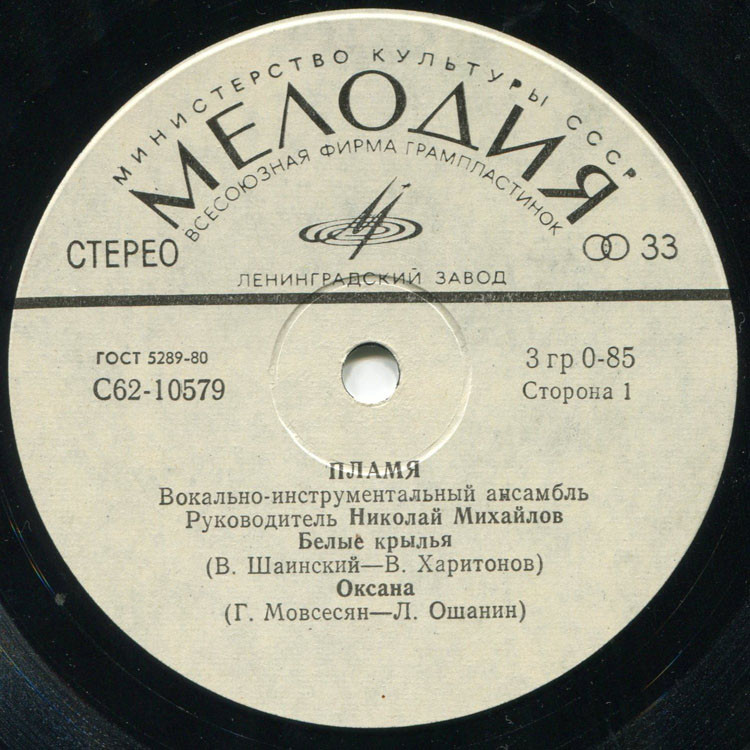 МИНИСТЕРСТВО КУЛЬТУРЫ СССР
МЕЛОДИЯ
ВСЕСОЮЗНАЯ ФИРМА ГРАМПЛАСТИНОК
СТЕРЕО 33
ЛЕНИНГРАДСКИЙ ЗАВОД
ГОСТ 5289-80 3 гр 0-85
С62-10579 Сторона 1
ПЛАМЯ
Вокально-инструментальный ансамбль
Руководитель Николай Михайлов
Белые крылья
(В. Шаинский—В. Харитонов)
Оксана
(Г. Мовсесян—Л. Ошанин)